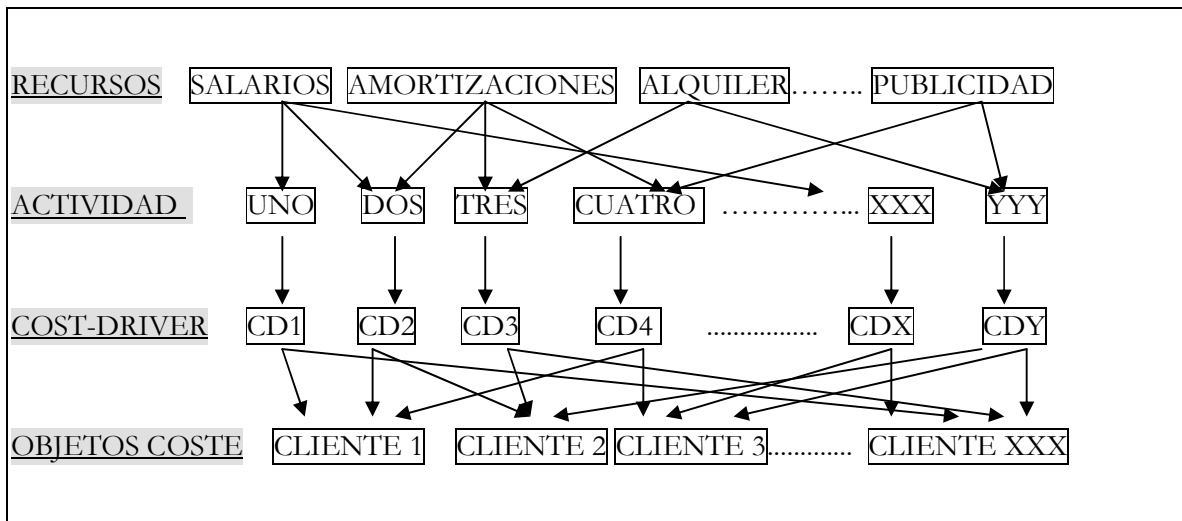 RECURSOS SALARIOS AMORTIZACIONES ALQUILER…….. PUBLICIDAD
ACTIVIDAD UNO DOS TRES CUATRO …………... XXX YYY
COST-DRIVER CD1 CD2 CD3 CD4 ................. CDX CDY
OBJETOS COSTE CLIENTE 1 CLIENTE 2 CLIENTE 3............. CLIENTE XXX